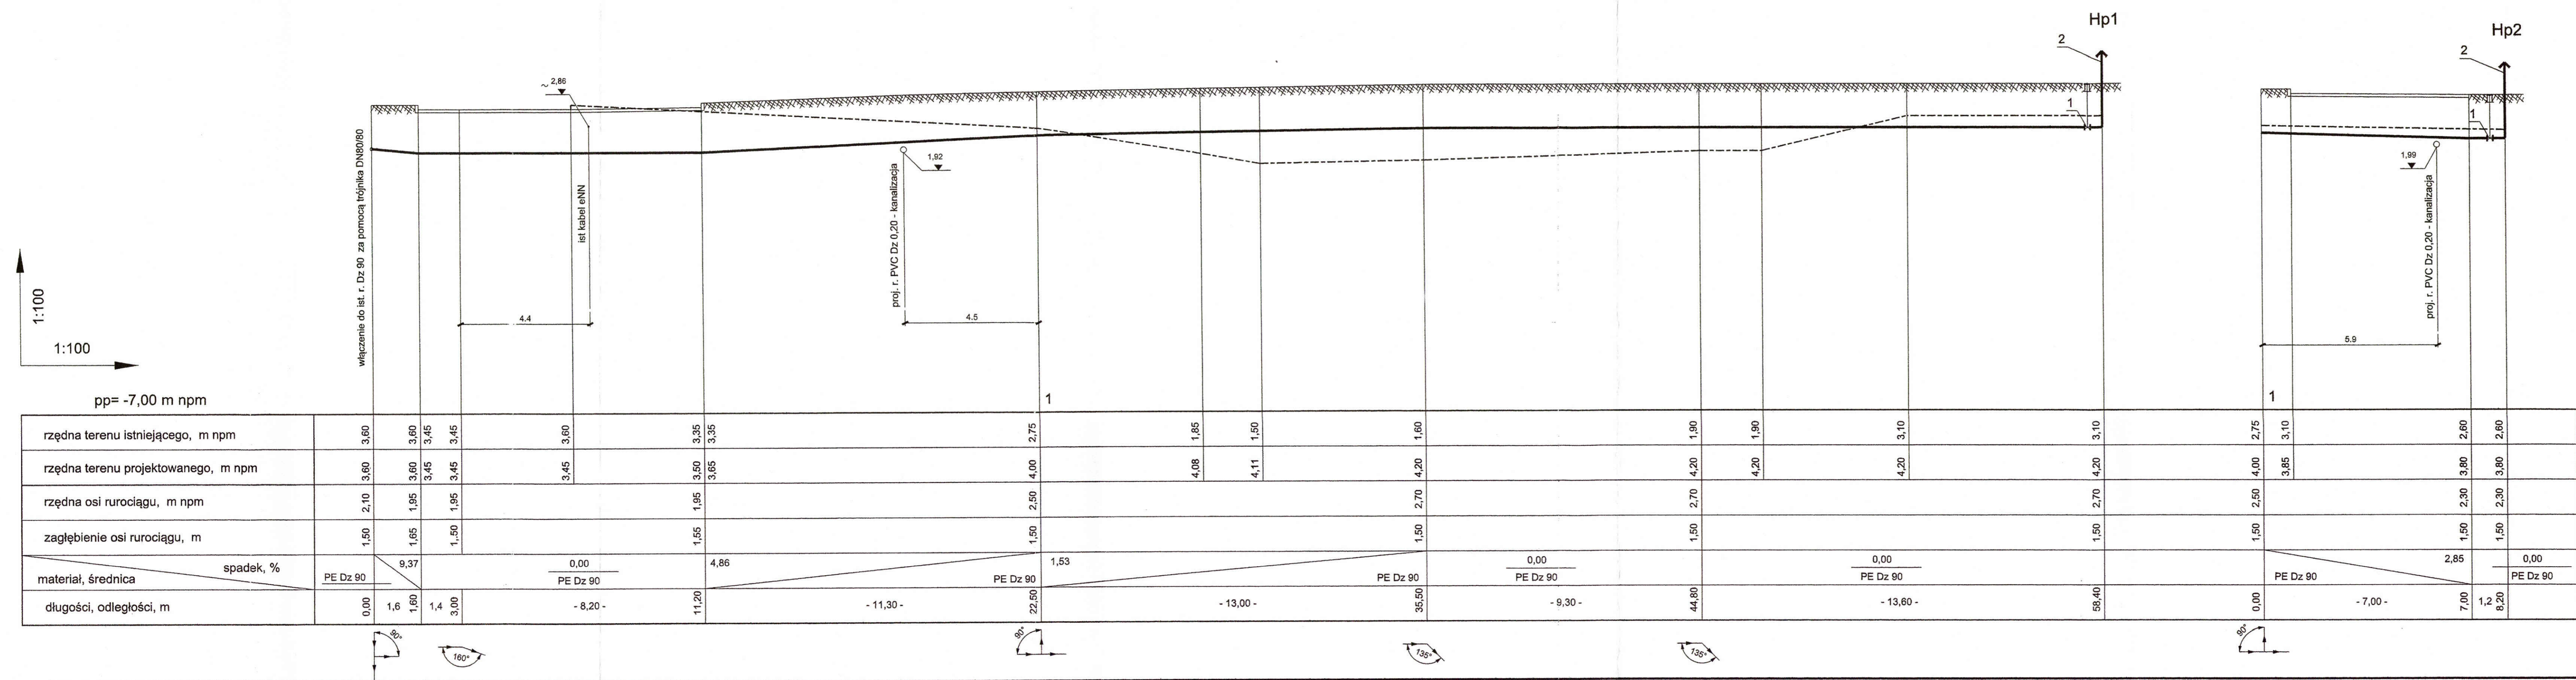 Hp1
2
1
Hp2
2
1
~ 2,86
włączenie do ist. r. Dz 90 za pomocą trójnika DN80/80
ist kabel eNN
4.4
proj. r. PVC Dz 0,20 - kanalizacja
1,92
4.5
proj. r. PVC Dz 0,20 - kanalizacja
1,99
5.9
1:100
1:100
pp= -7,00 m npm
1
1
rzędna terenu istniejącego, m npm 3,60 3,60 3,45 3,45 3,60 3,35 3,35 2,75 1,85 1,50 1,60 1,90 1,90 3,10 3,10 2,75 3,10 2,60 2,60
rzędna terenu projektowanego, m npm 3,60 3,60 3,45 3,45 3,45 3,50 3,65 4,00 4,08 4,11 4,20 4,20 4,20 4,20 4,20 4,00 3,85 3,80 3,80
rzędna osi rurociągu, m npm 2,10 1,95 1,95 1,95 2,50 2,70 2,70 2,70 2,50 2,30 2,30
zagłębienie osi rurociągu, m 1,50 1,65 1,50 1,55 1,50 1,50 1,50 1,50 1,50 1,50 1,50
spadek, % 9,37 0,00 4,86 1,53 0,00 0,00 2,85 0,00
materiał, średnica PE Dz 90 PE Dz 90 PE Dz 90 PE Dz 90 PE Dz 90 PE Dz 90 PE Dz 90 PE Dz 90
długości, odległości, m 0,00 1,6 1,60 1,4 3,00 - 8,20 - 11,20 - 11,30 - 22,50 - 13,00 - 35,50 - 9,30 - 44,80 - 13,60 - 58,40 0,00 - 7,00 - 7,00 1,2 8,20
90° 160° 90° 135° 135° 90°